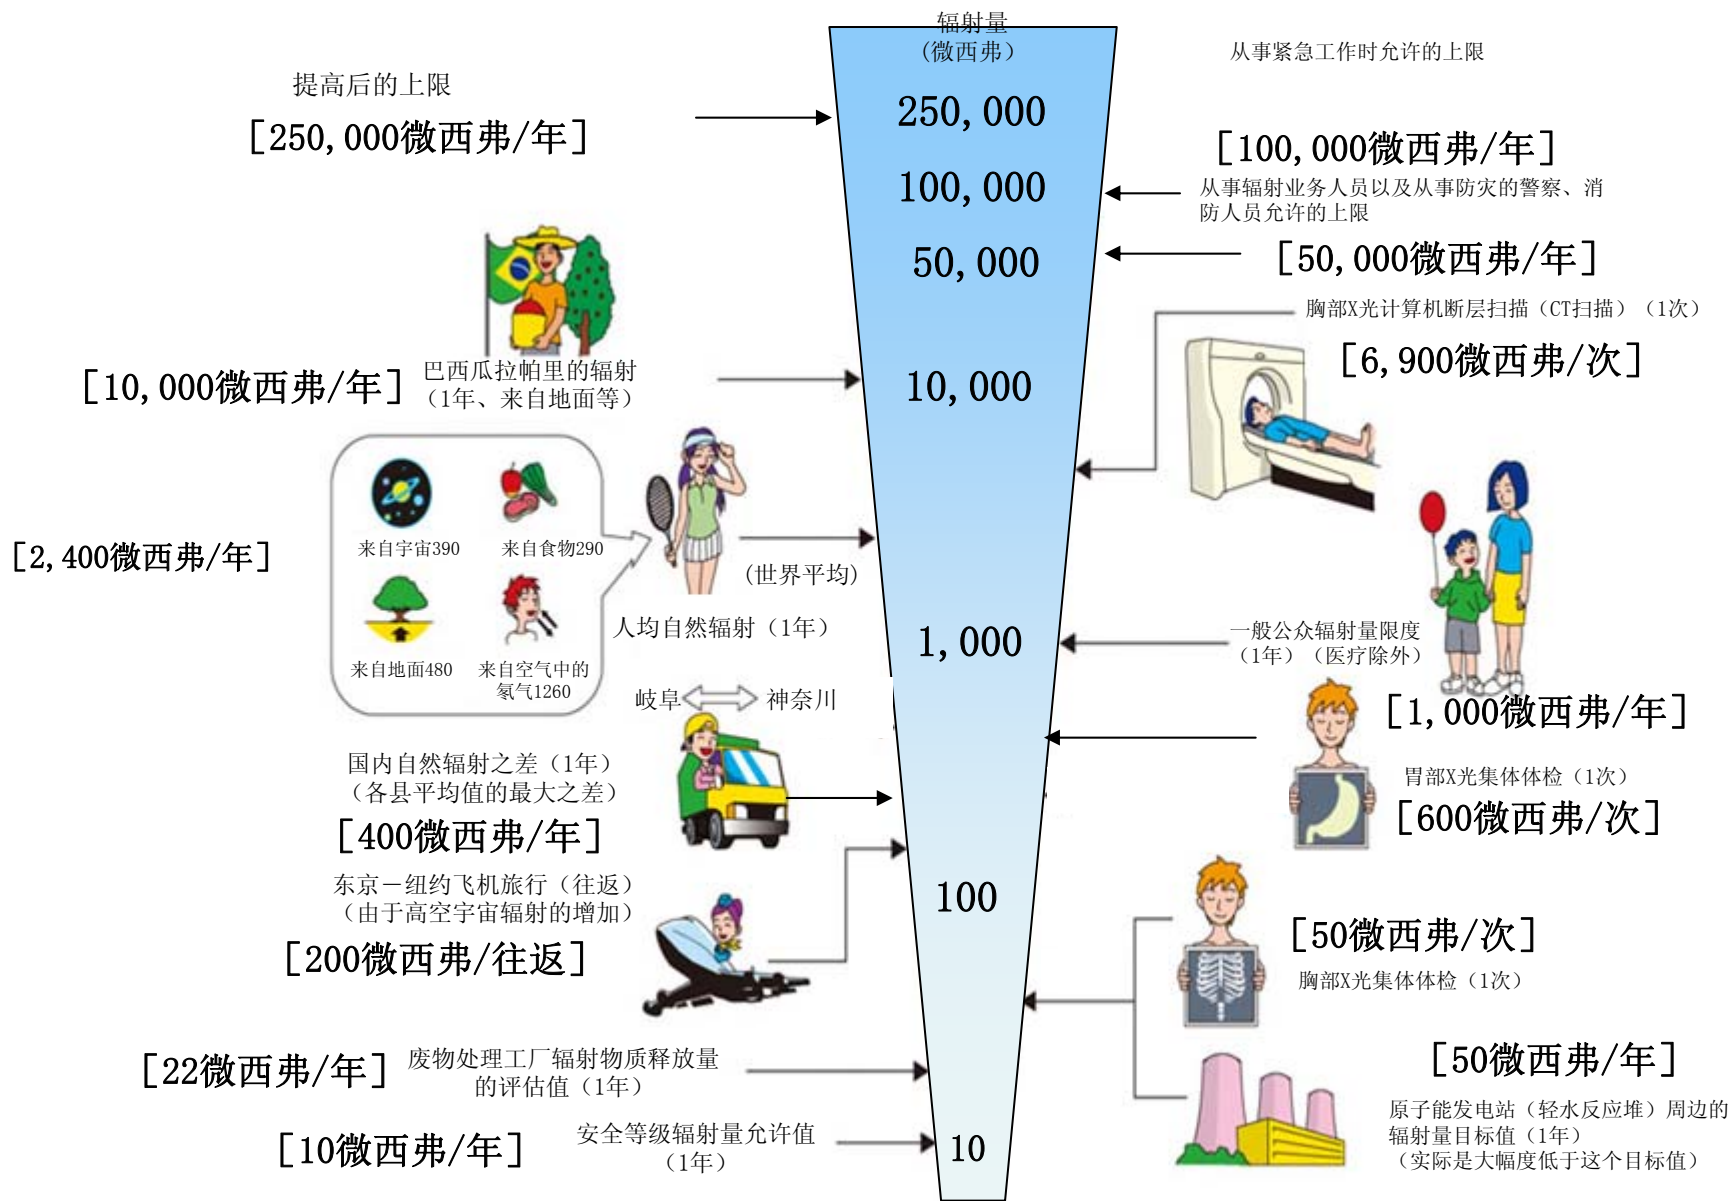 辐射量
(微西弗)
从事紧急工作时允许的上限
提高后的上限
[250,000微西弗/年]
250,000
[100,000微西弗/年]
100,000
从事辐射业务人员以及从事防灾的警察、消
防人员允许的上限
50,000
[50,000微西弗/年]
胸部X光计算机断层扫描（CT扫描）（1次）
[6,900微西弗/次]
[10,000微西弗/年]
巴西瓜拉帕里的辐射
（1年、来自地面等）
10,000
来自宇宙390
来自食物290
[2,400微西弗/年]
(世界平均)
人均自然辐射（1年）
来自地面480
来自空气中的
氡气1260
1,000
一般公众辐射量限度
（1年）（医疗除外）
[1,000微西弗/年]
岐阜
神奈川
国内自然辐射之差（1年）
（各县平均值的最大之差）
[400微西弗/年]
胃部X光集体体检（1次）
[600微西弗/次]
东京－纽约飞机旅行（往返）
（由于高空宇宙辐射的增加）
[200微西弗/往返]
100
[50微西弗/次]
胸部X光集体体检（1次）
[22微西弗/年]
废物处理工厂辐射物质释放量
的评估值（1年）
[50微西弗/年]
原子能发电站（轻水反应堆）周边的
辐射量目标值（1年）
（实际是大幅度低于这个目标值）
[10微西弗/年]
安全等级辐射量允许值
（1年）
10